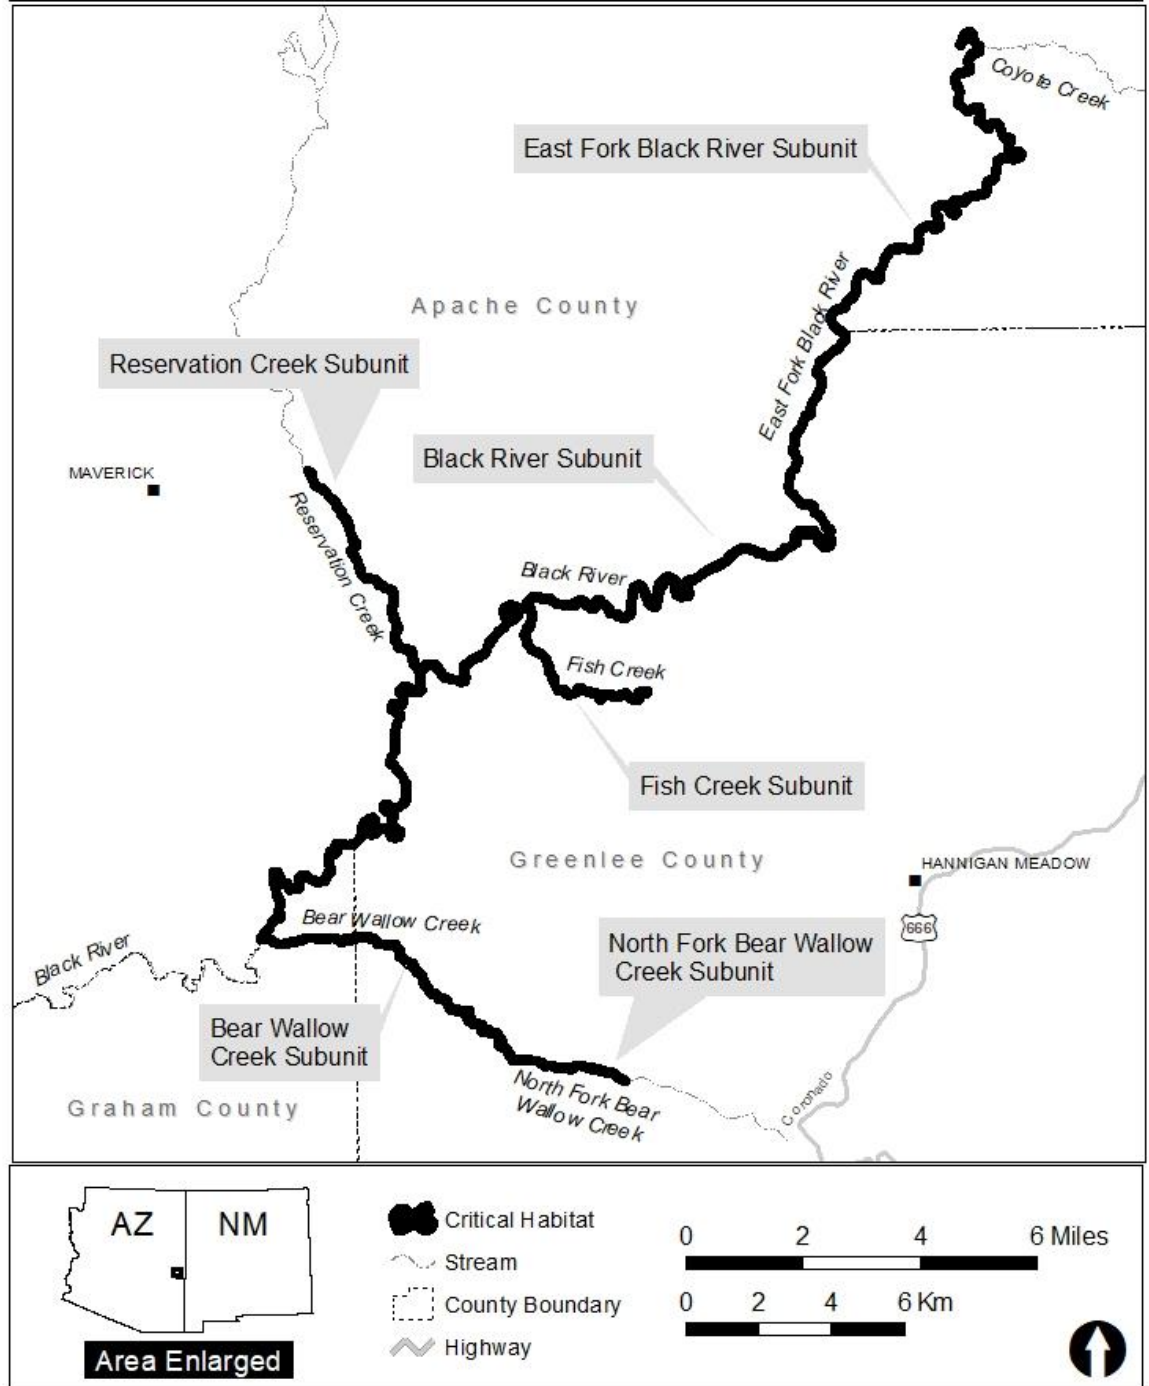 Coyote Creek
East Fork Black River Subunit
East Fork Black River
Apache County
Reservation Creek Subunit
Black River Subunit
MAVERICK
Reservation Creek
Black River
Fish Creek
Fish Creek Subunit
Greenlee County
HANNIGAN MEADOW
666
Bear Wallow Creek
North Fork Bear Wallow
Creek Subunit
Black River
Bear Wallow
Creek Subunit
North Fork Bear
Wallow Creek
Coronado
Graham County
AZ NM
Area Enlarged
Critical Habitat
Stream
County Boundary
Highway
0 2 4 6 Miles
0 2 4 6 Km